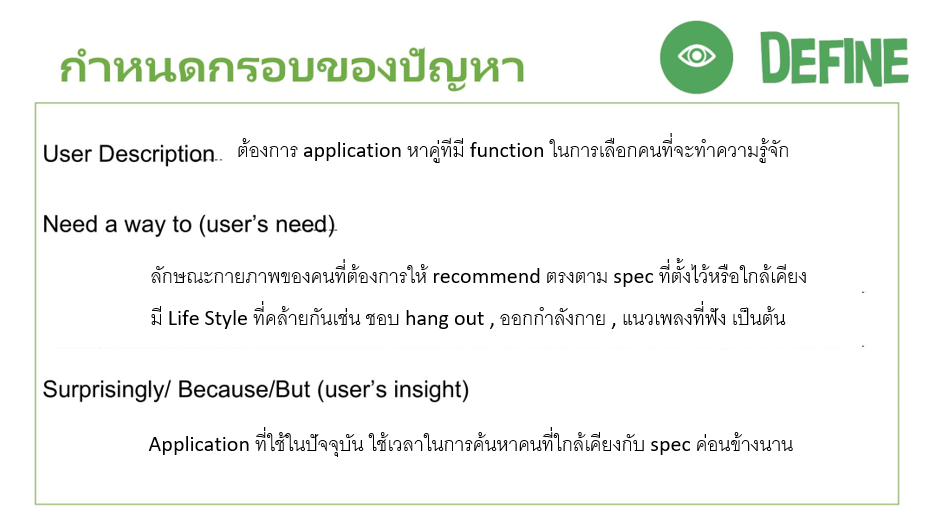 กำหนดกรอบของปัญหา
DEFINE
User Description.. ต้องการ application หาคู่ที่มี function ในการเลือกคนที่จะทำความรู้จัก
Need a way to (user's need).
ลักษณะกายภาพของคนที่ต้องการให้ recommend ตรงตาม spec ที่ตั้งไว้หรือใกล้เคียง
มี Life Style ที่คล้ายกันเช่น ชอบ hang out , ออกกำลังกาย , แนวเพลงที่ฟัง เป็นต้น
Surprisingly/ Because/But (user's insight)
Application ที่ใช้ในปัจจุบัน ใช้เวลาในการค้นหาคนที่ใกล้เคียงกับ spec ค่อนข้างนาน